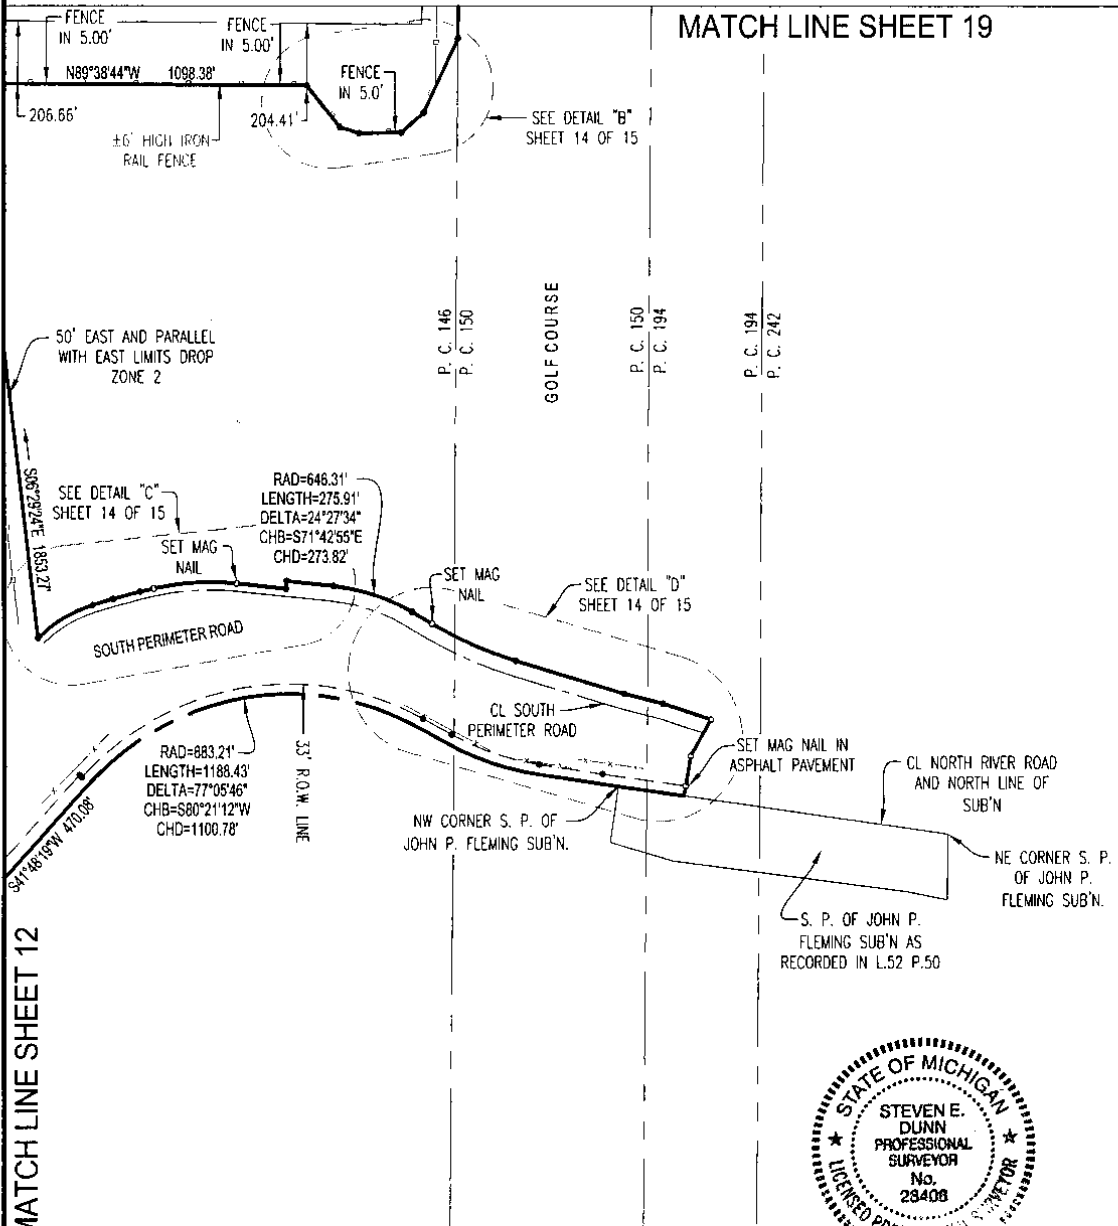 MATCH LINE SHEET 19
FENCE
IN 5.00'
FENCE
IN 5.00'
FENCE
IN 5.0'
N89°38'44"W 1098.38'
206.66'
204.41'
±6' HIGH IRON
RAIL FENCE
SEE DETAIL "B"
SHEET 14 OF 15
50' EAST AND PARALLEL
WITH EAST LIMITS DROP
ZONE 2
P. C. 146
P. C. 150
GOLF COURSE
P. C. 150
P. C. 194
P. C. 194
P. C. 242
S06°29'24"E 1853.27'
SEE DETAIL "C"
SHEET 14 OF 15
SET MAG
NAIL
RAD=646.31'
LENGTH=275.91'
DELTA=24°27'34"
CHB=S71°42'55"E
CHD=273.82'
SET MAG
NAIL
SEE DETAIL "D"
SHEET 14 OF 15
SOUTH PERIMETER ROAD
CL SOUTH
PERIMETER ROAD
SET MAG NAIL IN
ASPHALT PAVEMENT
RAD=883.21'
LENGTH=1188.43'
DELTA=77°05'46"
CHB=S80°21'12"W
CHD=1100.78'
33' R.O.W. LINE
S41°48'19"W 470.08'
CL NORTH RIVER ROAD
AND NORTH LINE OF
SUB'N
NW CORNER S. P. OF
JOHN P. FLEMING SUB'N.
NE CORNER S. P.
OF JOHN P.
FLEMING SUB'N.
S. P. OF JOHN P.
FLEMING SUB'N AS
RECORDED IN L.52 P.50
MATCH LINE SHEET 12
STATE OF MICHIGAN
STEVEN E.
DUNN
PROFESSIONAL
SURVEYOR
No.
28408
LICENSED SURVEYOR